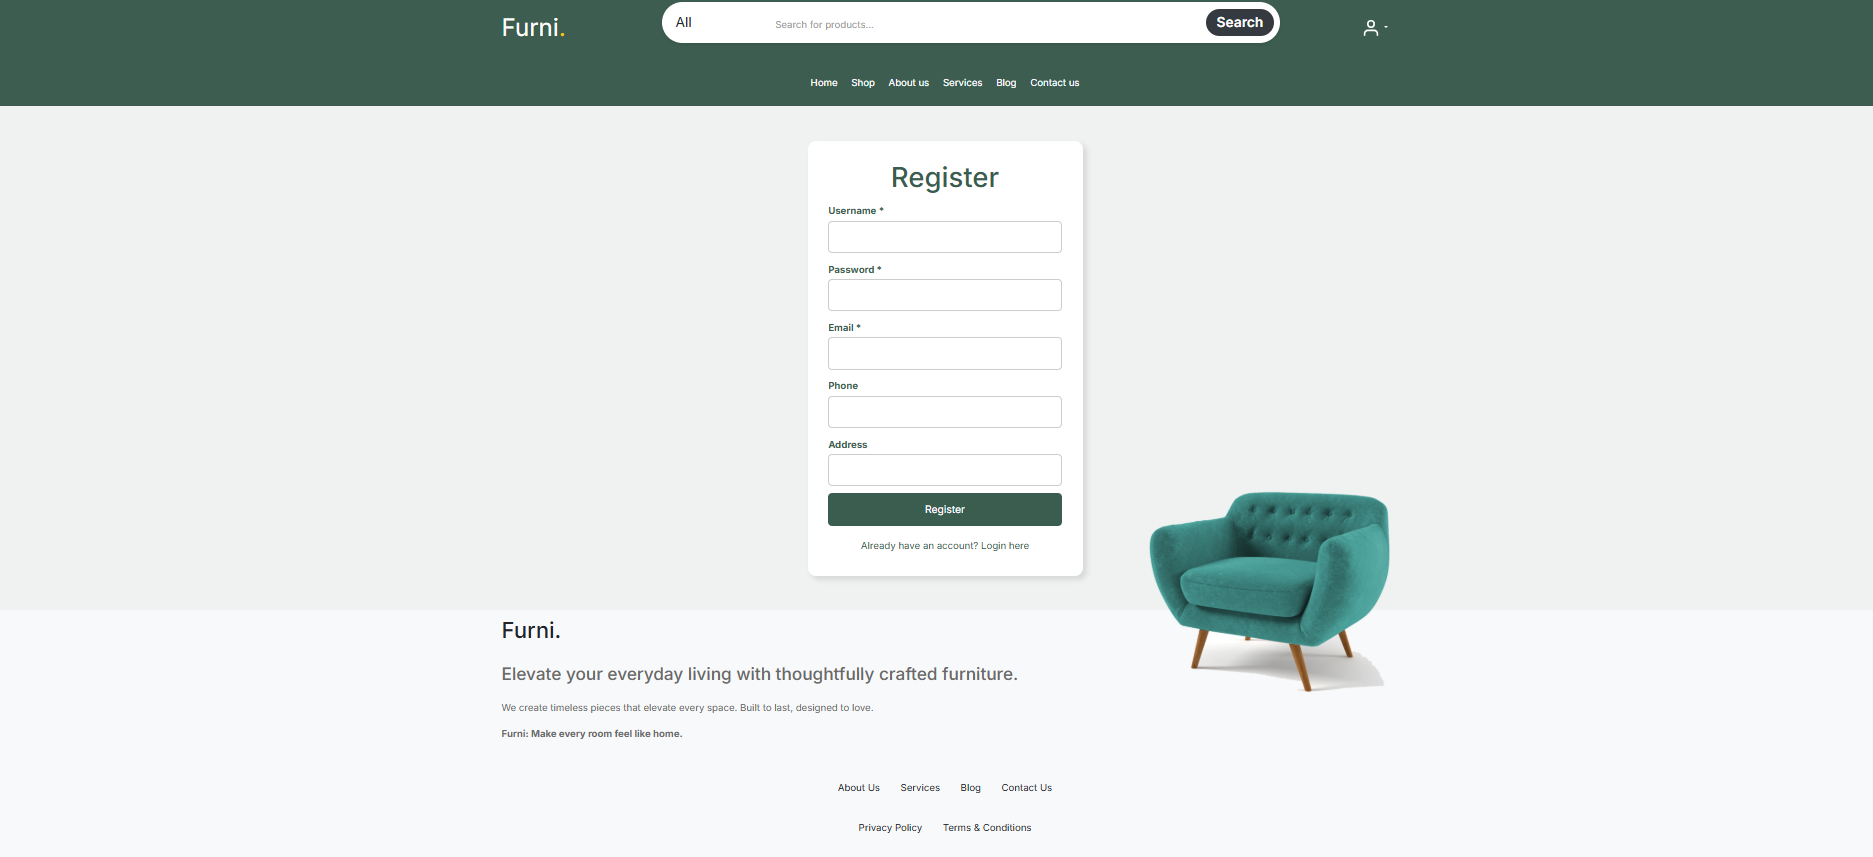 Furni.
All
Search for products...
Search
Home Shop About us Services Blog Contact us
Register
Username *
Password *
Email *
Phone
Address
Register
Already have an account? Login here
Furni.
Elevate your everyday living with thoughtfully crafted furniture.
We create timeless pieces that elevate every space. Built to last, designed to love.
Furni: Make every room feel like home.
About Us Services Blog Contact Us
Privacy Policy Terms & Conditions